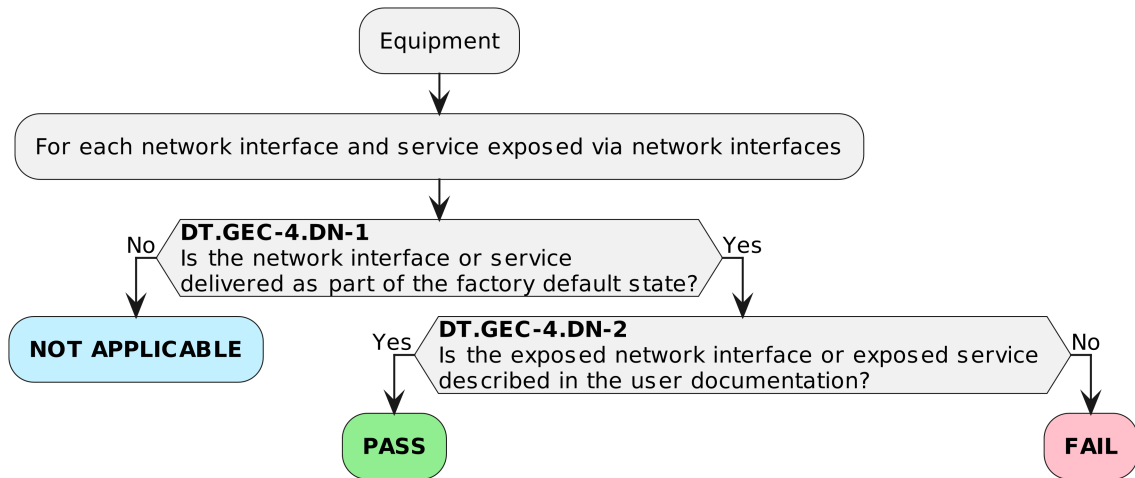 Equipment
For each network interface and service exposed via network interfaces
DT.GEC-4.DN-1
Is the network interface or service
delivered as part of the factory default state?
No
Yes
NOT APPLICABLE
DT.GEC-4.DN-2
Is the exposed network interface or exposed service
described in the user documentation?
Yes
No
PASS
FAIL